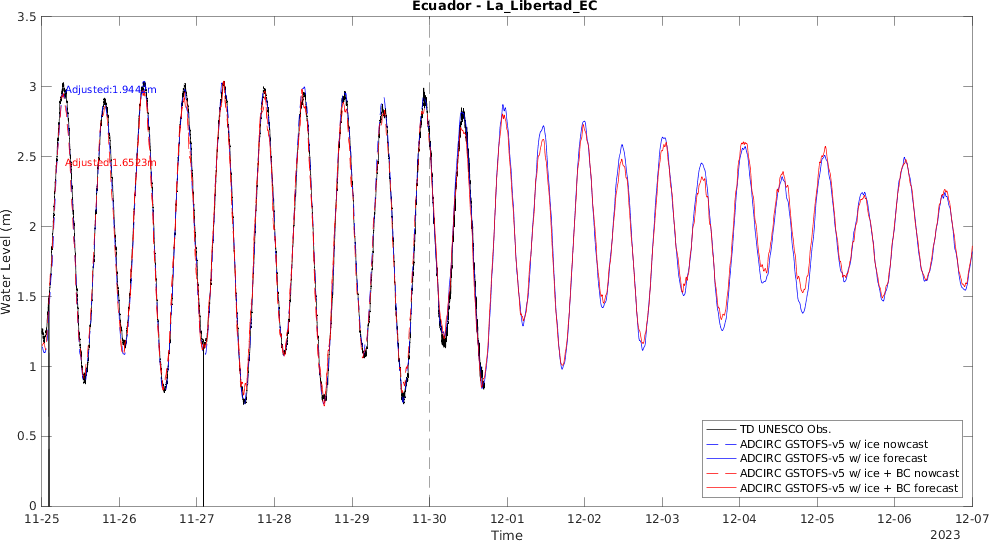 Ecuador - La_Libertad_EC
3.5
3
2.5
2
1.5
1
0.5
0
Water Level (m)
Adjusted:1.944m
Adjusted:1.6523m
TD UNESCO Obs.
ADCIRC GSTOFS-v5 w/ ice nowcast
ADCIRC GSTOFS-v5 w/ ice forecast
ADCIRC GSTOFS-v5 w/ ice + BC nowcast
ADCIRC GSTOFS-v5 w/ ice + BC forecast
11-25 11-26 11-27 11-28 11-29 11-30 12-01 12-02 12-03 12-04 12-05 12-06 12-07
Time
2023